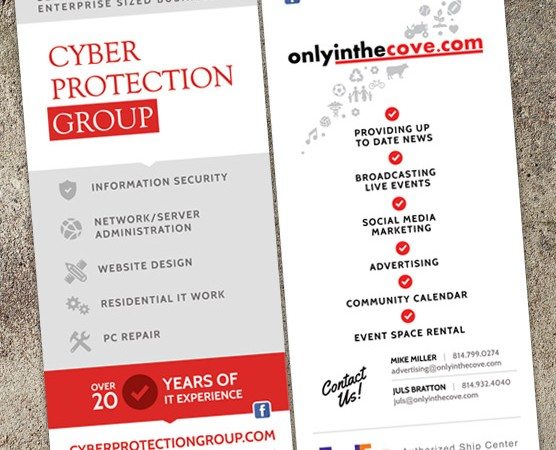 ENTERPRISE SIZED
CYBER
PROTECTION
GROUP
INFORMATION SECURITY
NETWORK/SERVER
ADMINISTRATION
WEBSITE DESIGN
RESIDENTIAL IT WORK
PC REPAIR
OVER
20
YEARS OF
IT EXPERIENCE
CYBERPROTECTIONGROUP.COM
onlyinthecove.com
PROVIDING UP
TO DATE NEWS
BROADCASTING
LIVE EVENTS
SOCIAL MEDIA
MARKETING
ADVERTISING
COMMUNITY CALENDAR
EVENT SPACE RENTAL
Contact
Us!
MIKE MILLER | 814.799.0274
advertising@onlyinthecove.com
JULS BRATTON | 814.932.4040
juls@onlyinthecove.com
Authorized Ship Center